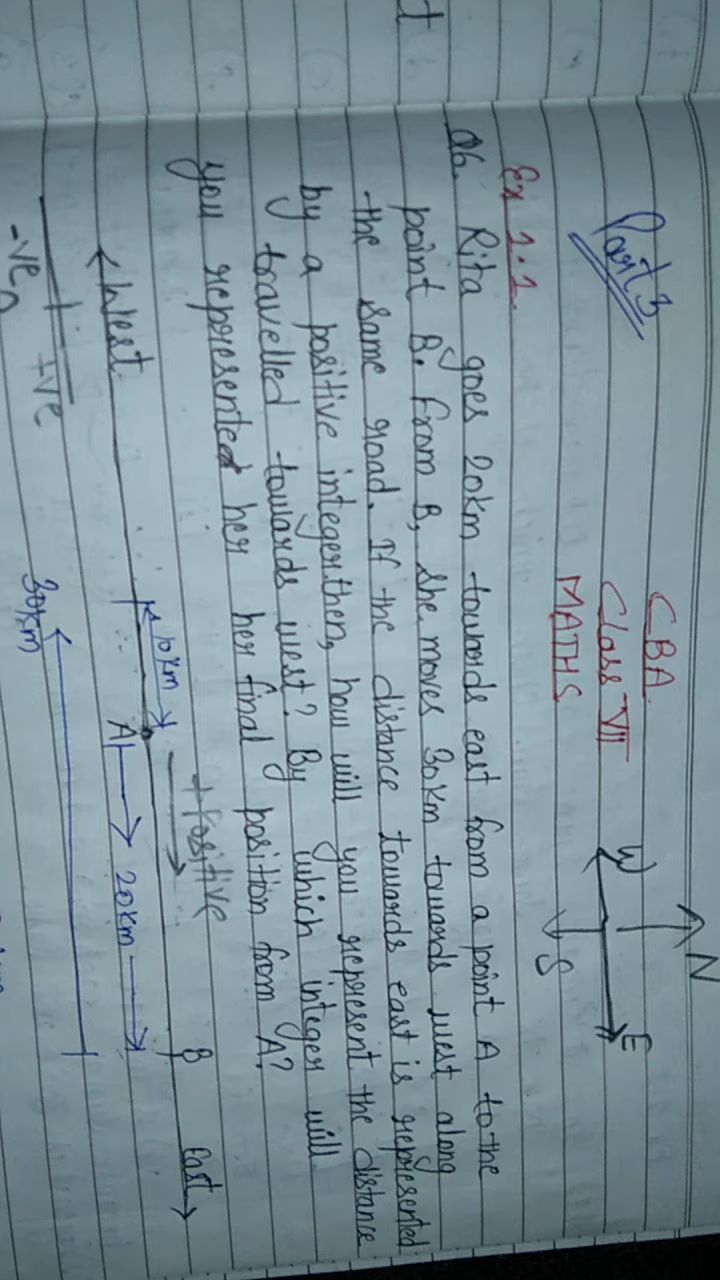 Part 3
CBA
Class-VII
MATHS
N
W E
S
Ex 1.1
Q6. Rita goes 20km towards east from a point A to the
point B. From B, she moves 30km towards west along
the same road. If the distance towards east is represented
by a positive integer then, how will you represent the distance
travelled towards west? By which integer will
you represented her her final position from A?
+ Positive
B East
10km
West A 20km
30km
-ve +ve